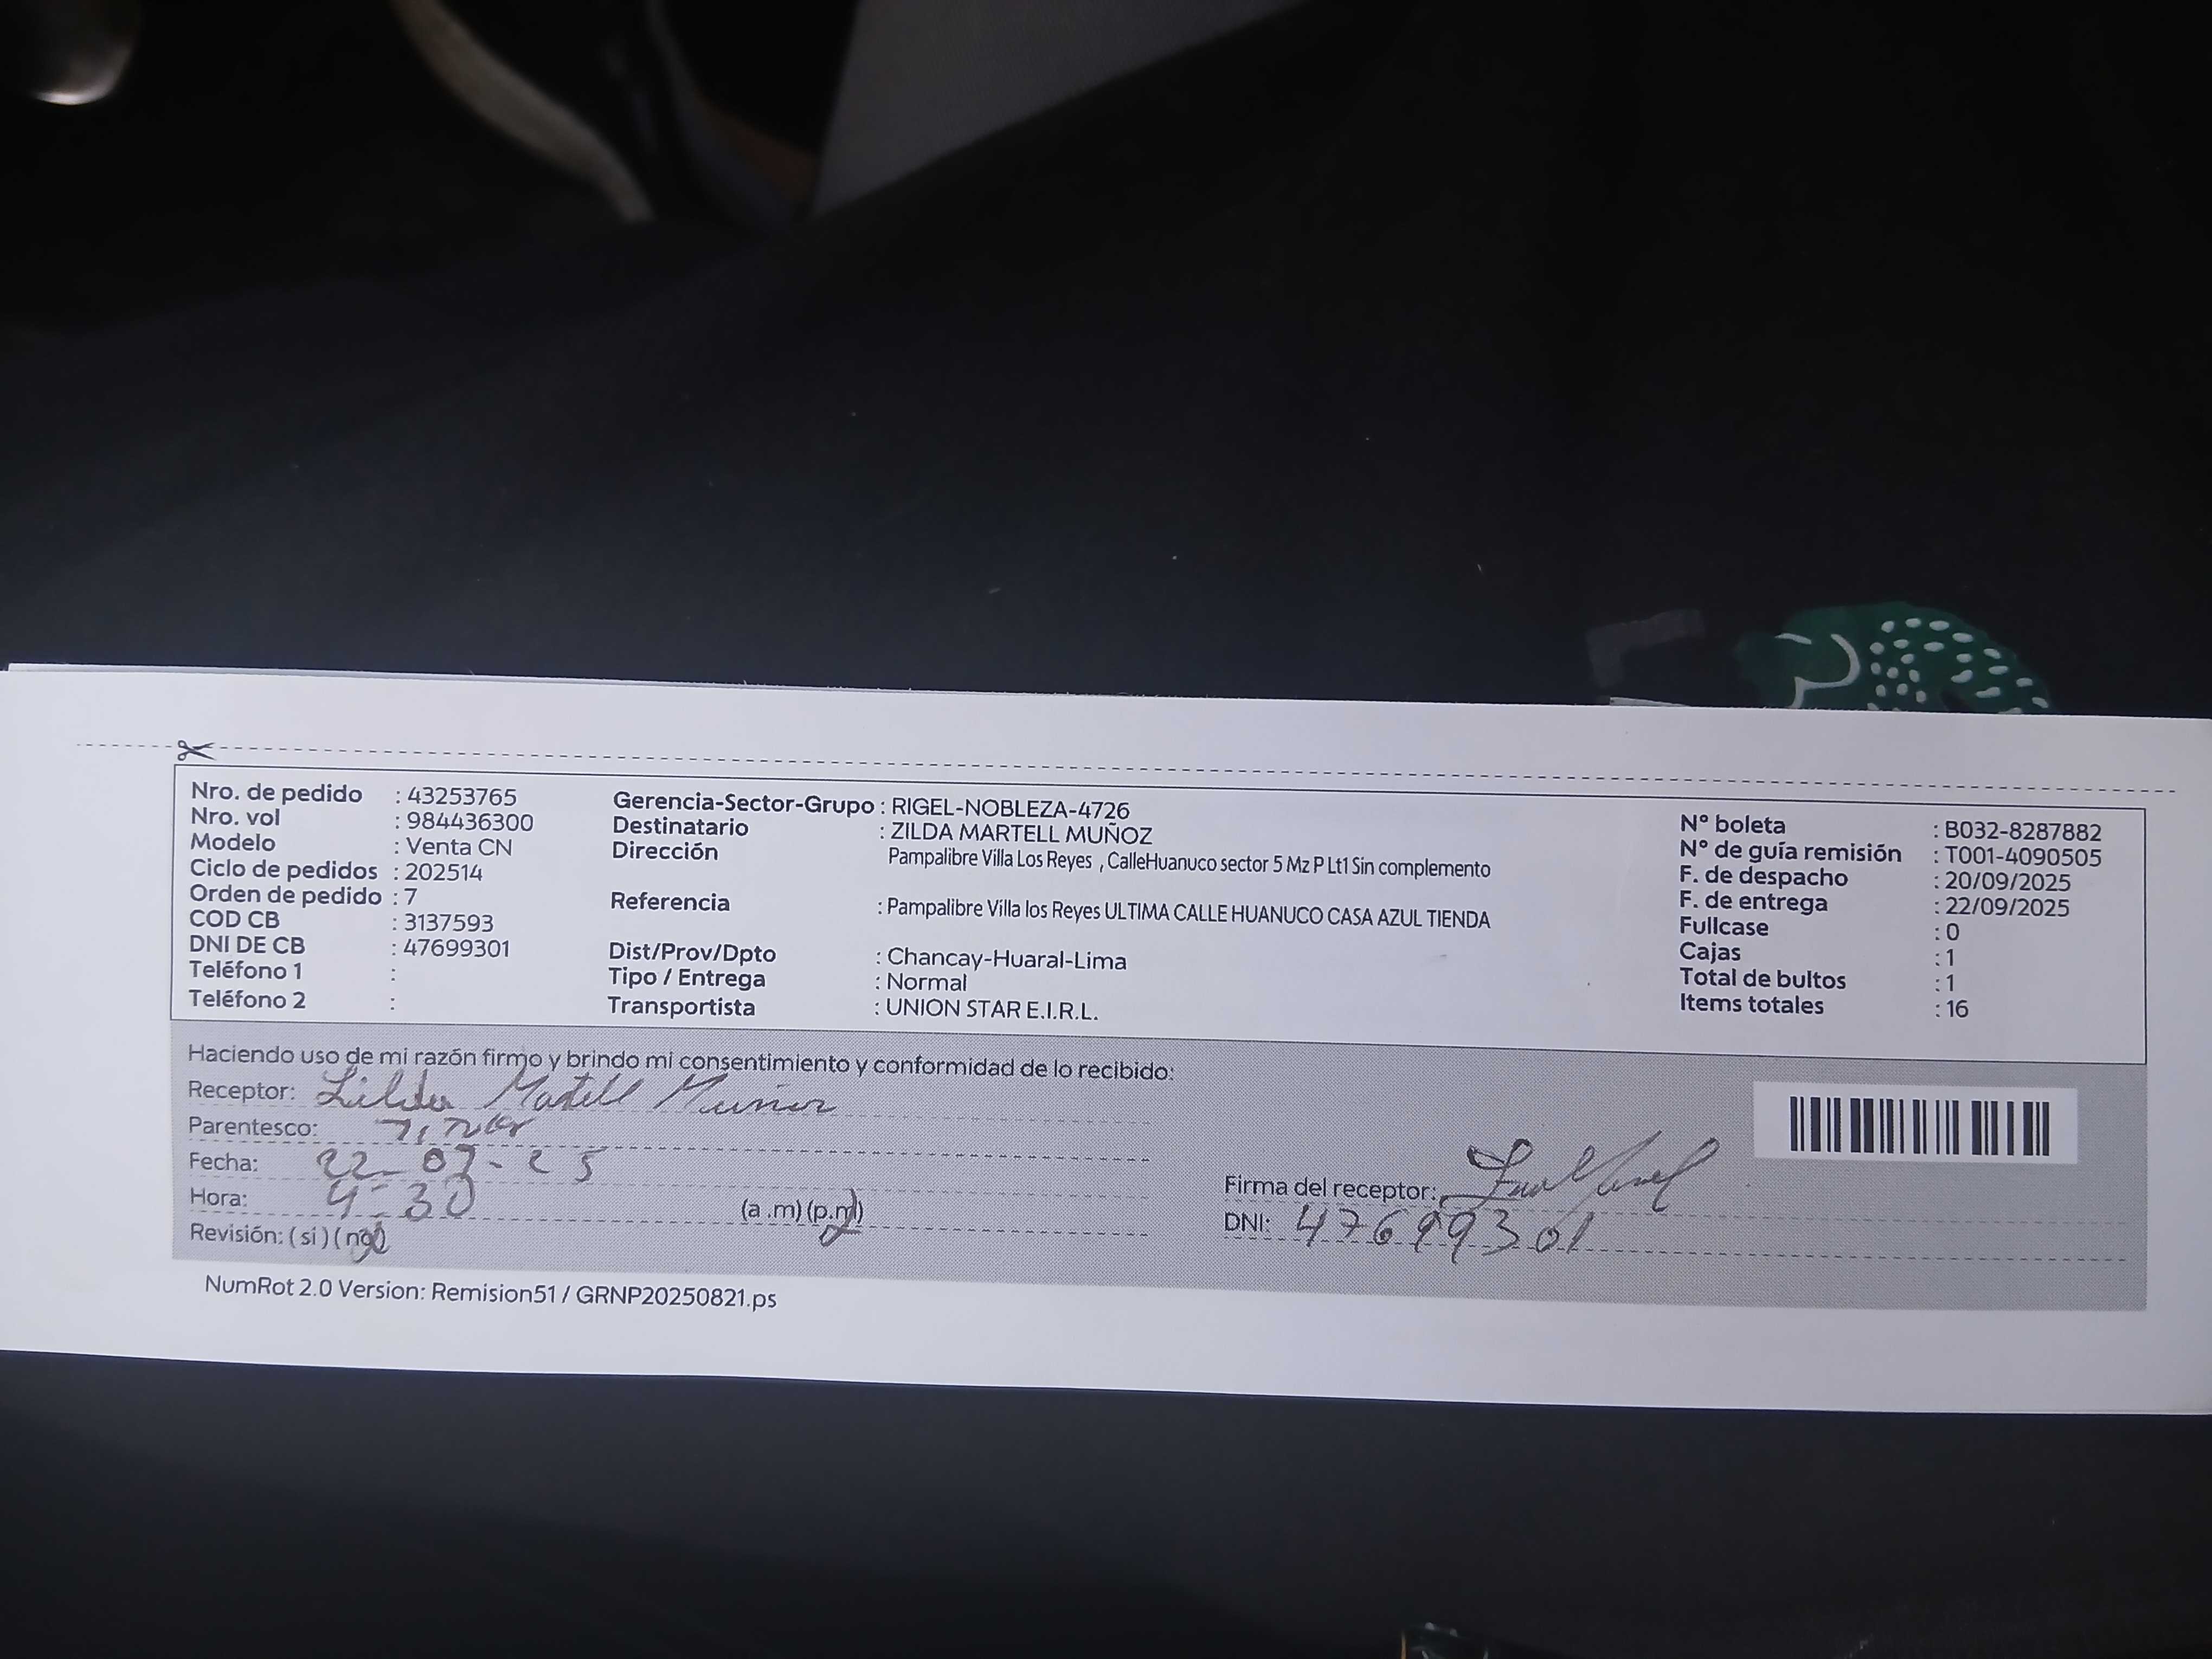 Nro. de pedido : 43253765
Nro. vol : 984436300
Modelo : Venta CN
Ciclo de pedidos : 202514
Orden de pedido : 7
COD CB : 3137593
DNI DE CB : 47699301
Teléfono 1 :
Teléfono 2 :
Gerencia-Sector-Grupo : RIGEL-NOBLEZA-4726
Destinatario : ZILDA MARTELL MUÑOZ
Dirección Pampalibre Villa Los Reyes , CalleHuanuco sector 5 Mz P Lt1 Sin complemento
Referencia : Pampalibre Villa los Reyes ULTIMA CALLE HUANUCO CASA AZUL TIENDA
Dist/Prov/Dpto : Chancay-Huaral-Lima
Tipo / Entrega : Normal
Transportista : UNION STAR E.I.R.L.
N° boleta : B032-8287882
N° de guía remisión : T001-4090505
F. de despacho : 20/09/2025
F. de entrega : 22/09/2025
Fullcase : 0
Cajas : 1
Total de bultos : 1
Items totales : 16
Haciendo uso de mi razón firmo y brindo mi consentimiento y conformidad de lo recibido:
Receptor: Zilda Martell Muñoz
Parentesco:
Fecha: 22-09-25
Hora: 4:30 (a .m) (p.m)
Revisión: ( si ) ( no )
Firma del receptor:
DNI: 47699301
NumRot 2.0 Version: Remision51 / GRNP20250821.ps